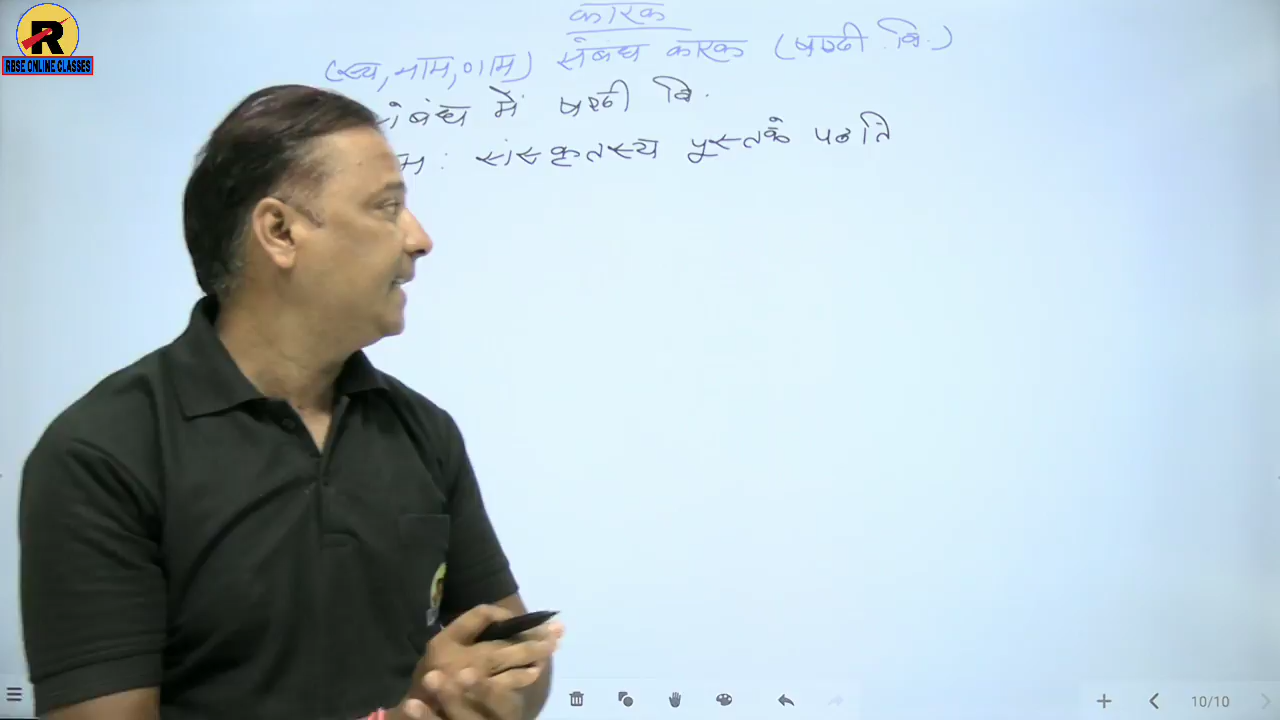 R
RBSE ONLINE CLASSES
कारक
(स्य, नाम, णाम) संबंध कारक (षष्ठी वि.)
संबंध में षष्ठी वि.
संस्कृतस्य पुस्तकं पठति
10/10